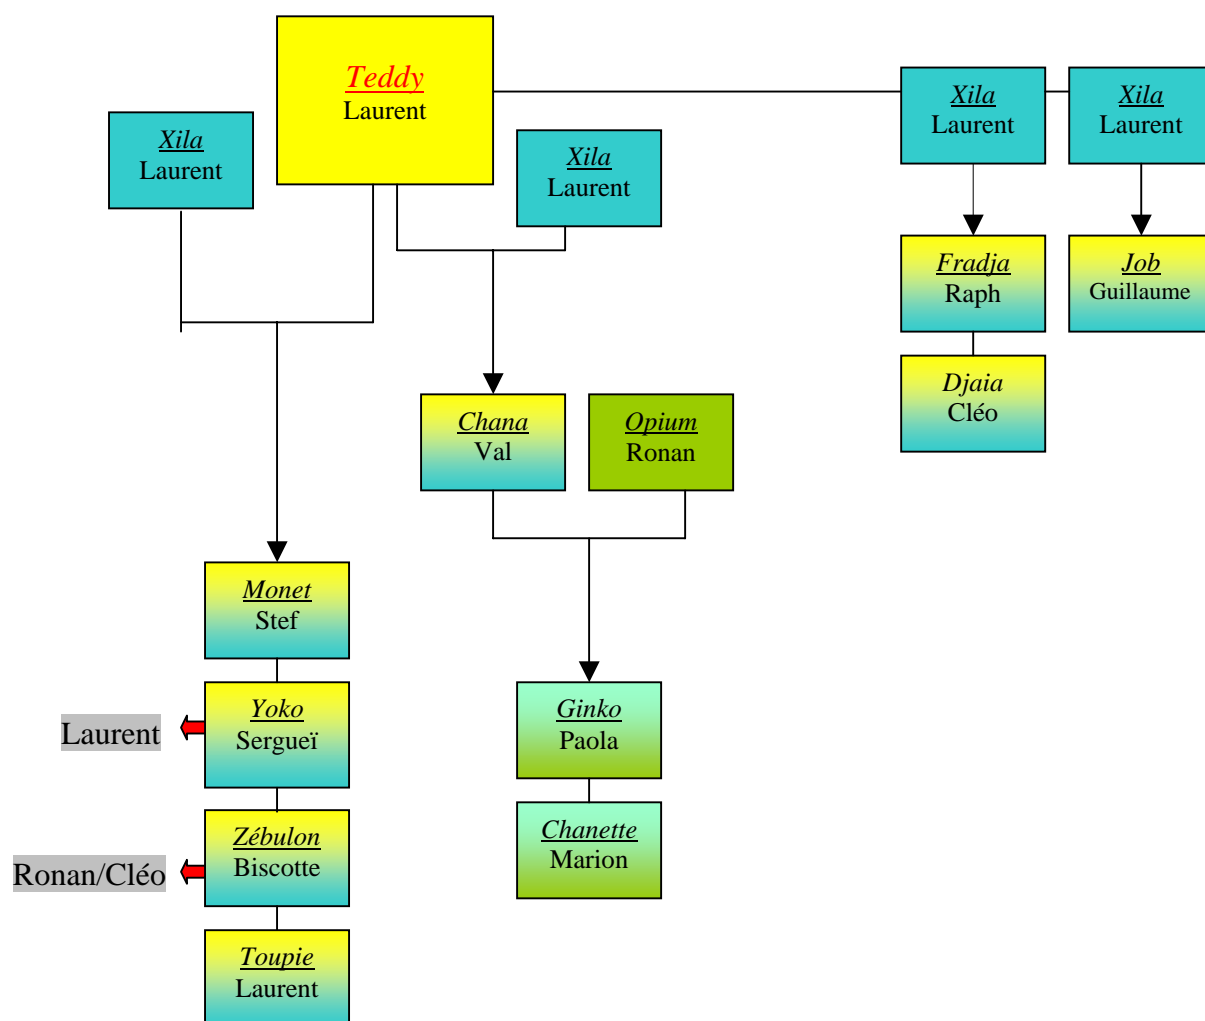 Teddy
Laurent
Xila
Laurent
Xila
Laurent
Xila
Laurent
Xila
Laurent
Fradja
Raph
Job
Guillaume
Djaia
Cléo
Chana
Val
Opium
Ronan
Monet
Stef
Yoko
Sergueï
Laurent
Ginko
Paola
Zébulon
Biscotte
Ronan/Cléo
Chanette
Marion
Toupie
Laurent